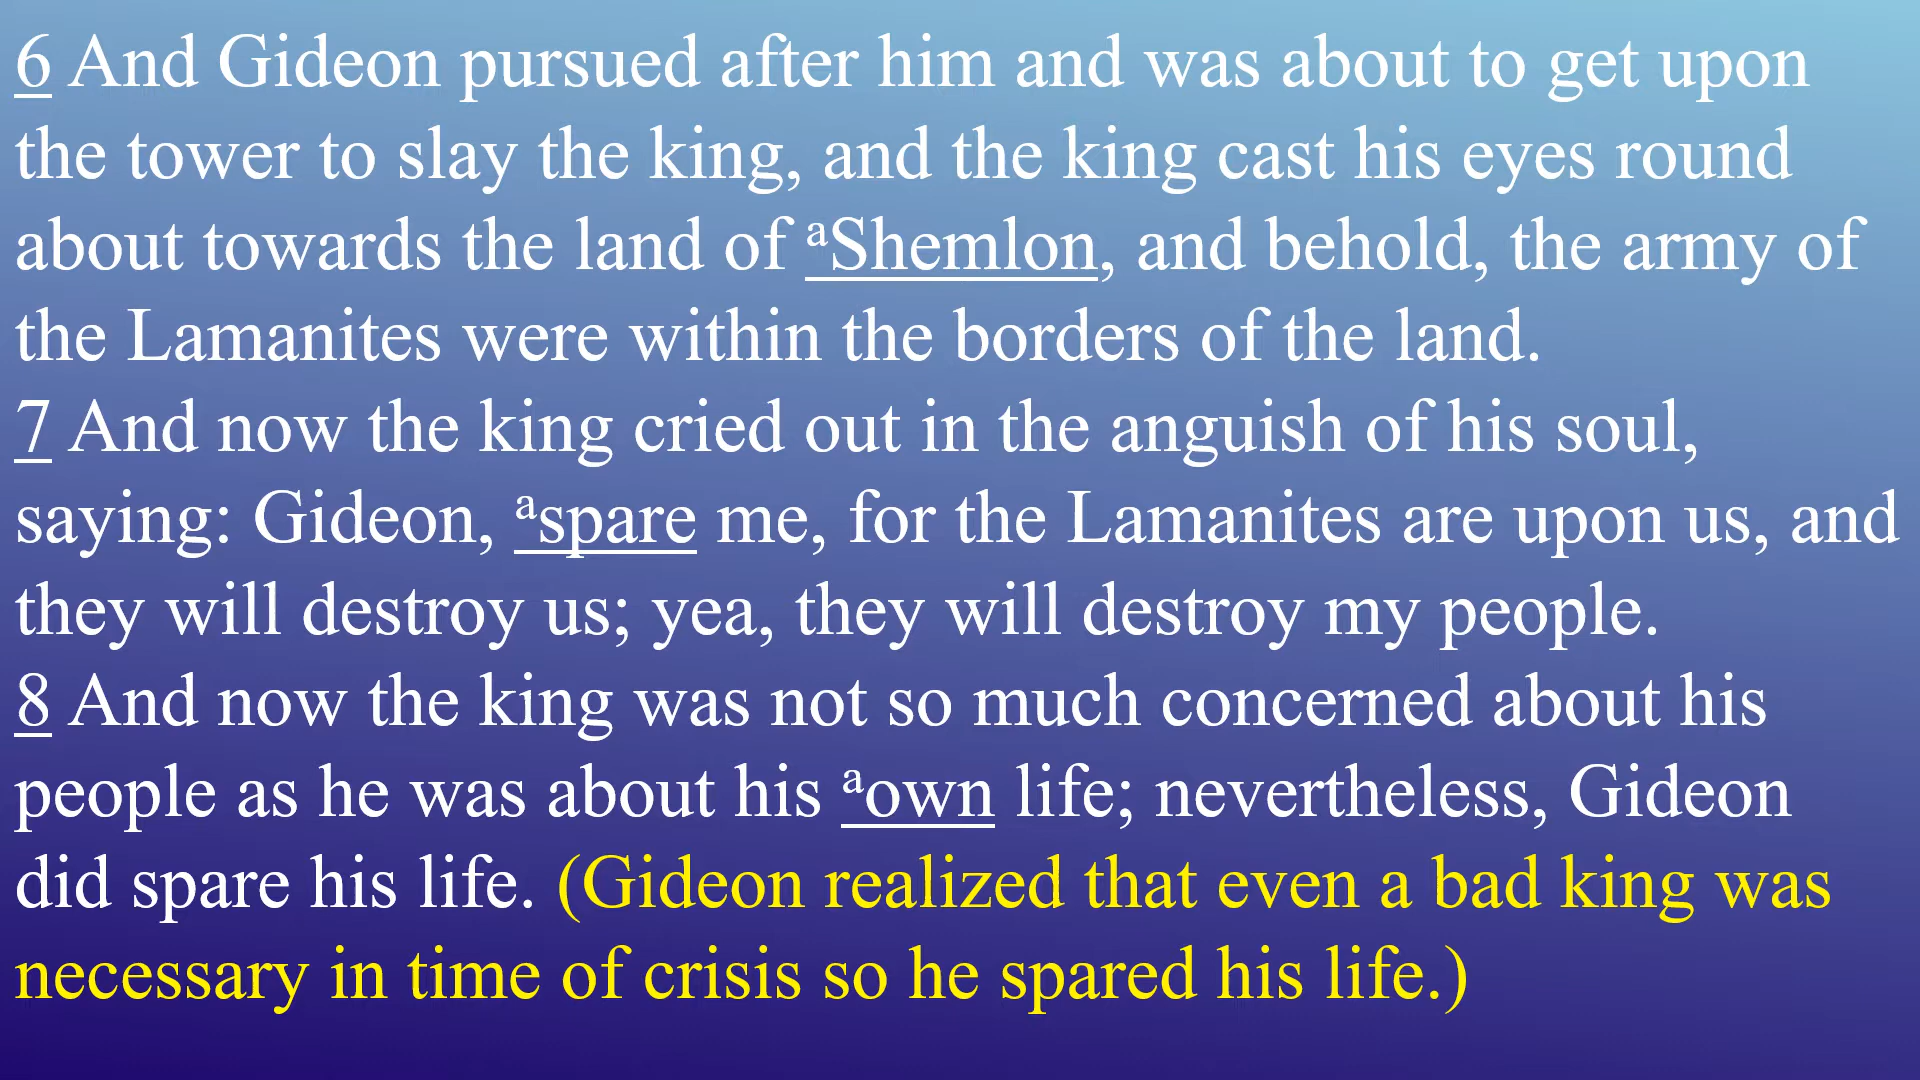 6 And Gideon pursued after him and was about to get upon
the tower to slay the king, and the king cast his eyes round
about towards the land of aShemlon, and behold, the army of
the Lamanites were within the borders of the land.
7 And now the king cried out in the anguish of his soul,
saying: Gideon, aspare me, for the Lamanites are upon us, and
they will destroy us; yea, they will destroy my people.
8 And now the king was not so much concerned about his
people as he was about his aown life; nevertheless, Gideon
did spare his life. (Gideon realized that even a bad king was
necessary in time of crisis so he spared his life.)